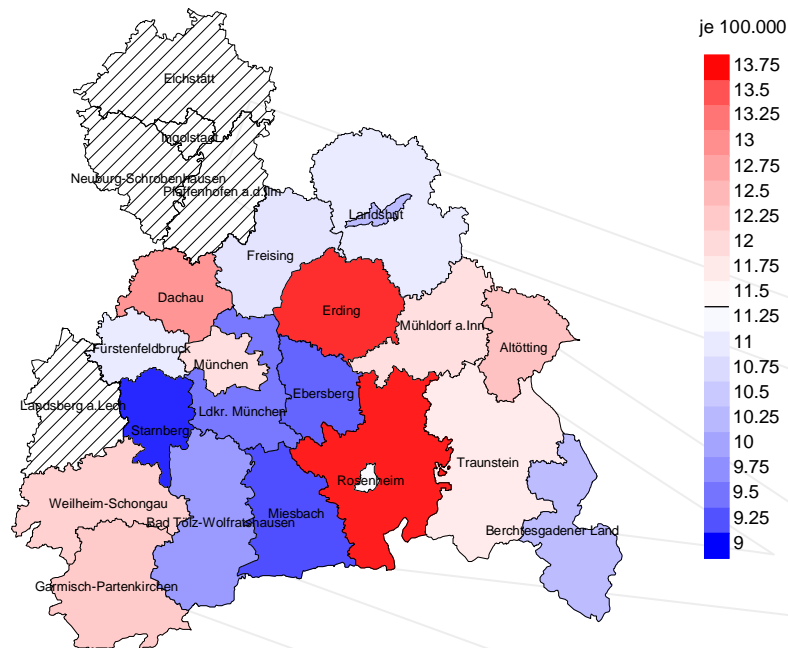 je 100.000
13.75
13.5
13.25
13
12.75
12.5
12.25
12
11.75
11.5
11.25
11
10.75
10.5
10.25
10
9.75
9.5
9.25
9
Eichstätt
Ingolstadt
Neuburg-Schrobenhausen
Pfaffenhofen a.d.Ilm
Landshut
Freising
Dachau
Erding
Mühldorf a.Inn
Altötting
Fürstenfeldbruck
München
Ebersberg
Landsberg a.Lech
Ldkr. München
Starnberg
Traunstein
Rosenheim
Weilheim-Schongau
Miesbach
Bad Tölz-Wolfratshausen
Berchtesgadener Land
Garmisch-Partenkirchen